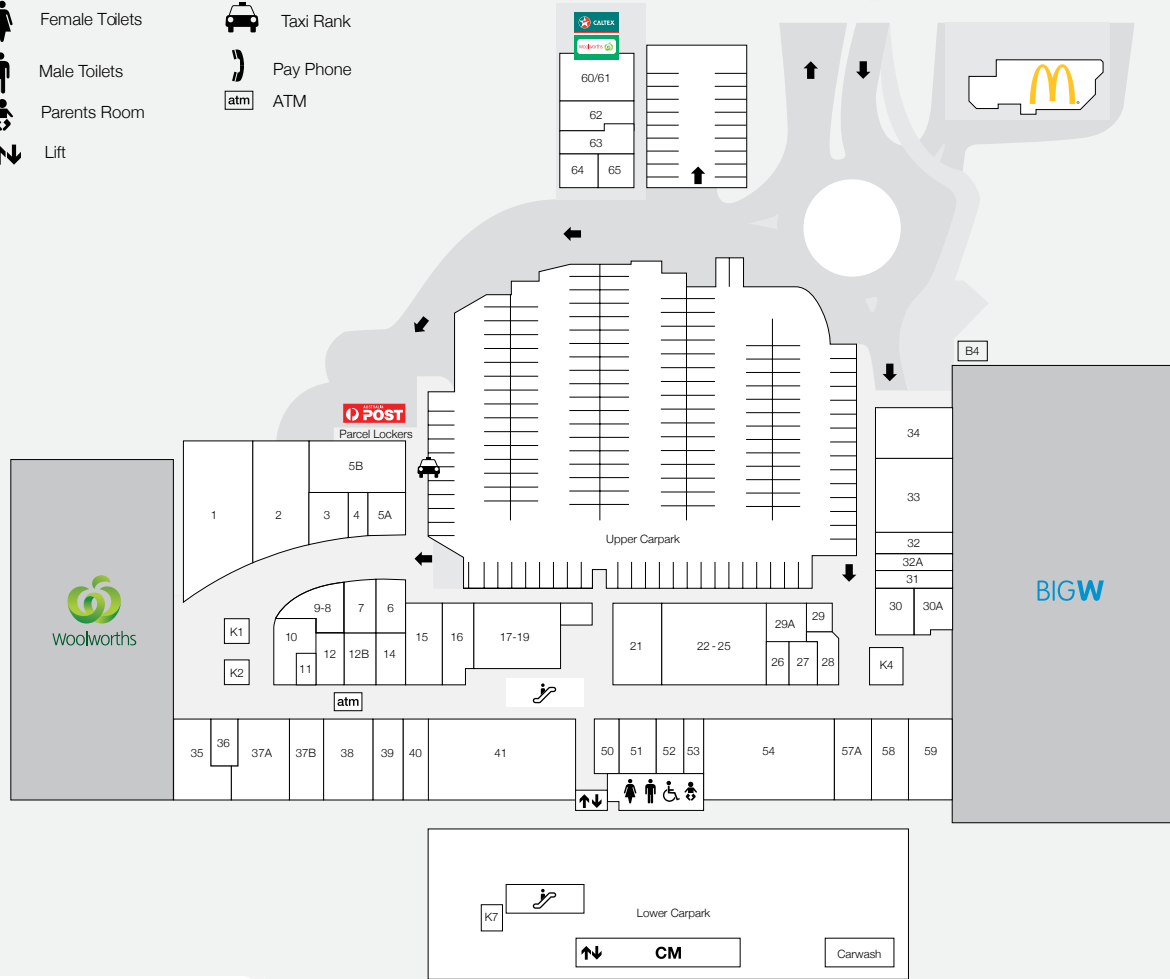 Female Toilets
Taxi Rank
Male Toilets
Pay Phone
Parents Room
atm ATM
Lift
CALTEX
woolworths
60/61
62
63
64 65
B4
AUSTRALIA
POST
Parcel Lockers
34
33
32
32A
31
30 30A
5B
1 2 3 4 5A
Upper Carpark
Woolworths
BIGW
9-8 7 6
10 11 12 12B 14
15 16 17-19
21 22 - 25
29A 29
26 27 28
K1
K2
K4
atm
35 36 37A 37B 38 39 40 41
50 51 52 53 54 57A 58 59
K7
Lower Carpark
CM
Carwash